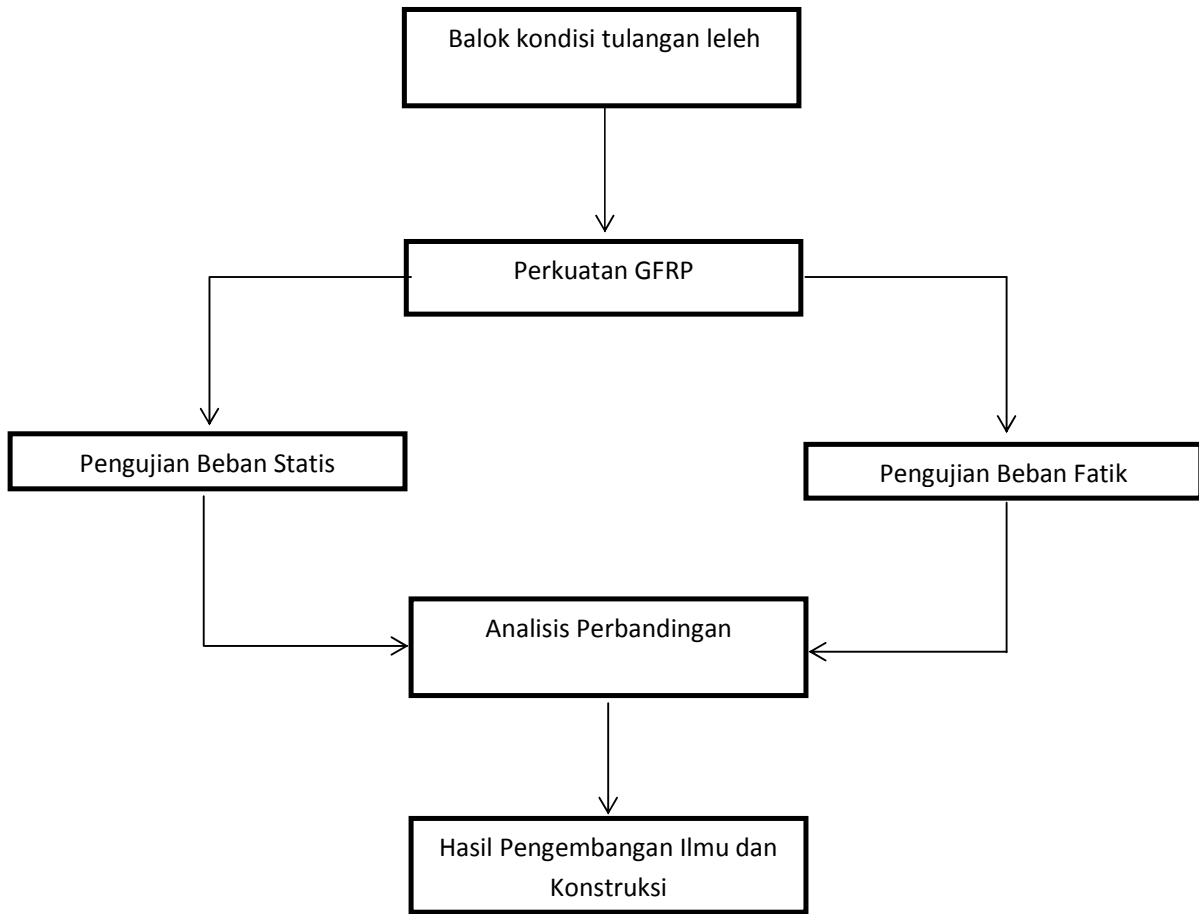 Balok kondisi tulangan leleh
Perkuatan GFRP
Pengujian Beban Statis
Pengujian Beban Fatik
Analisis Perbandingan
Hasil Pengembangan Ilmu dan
Konstruksi